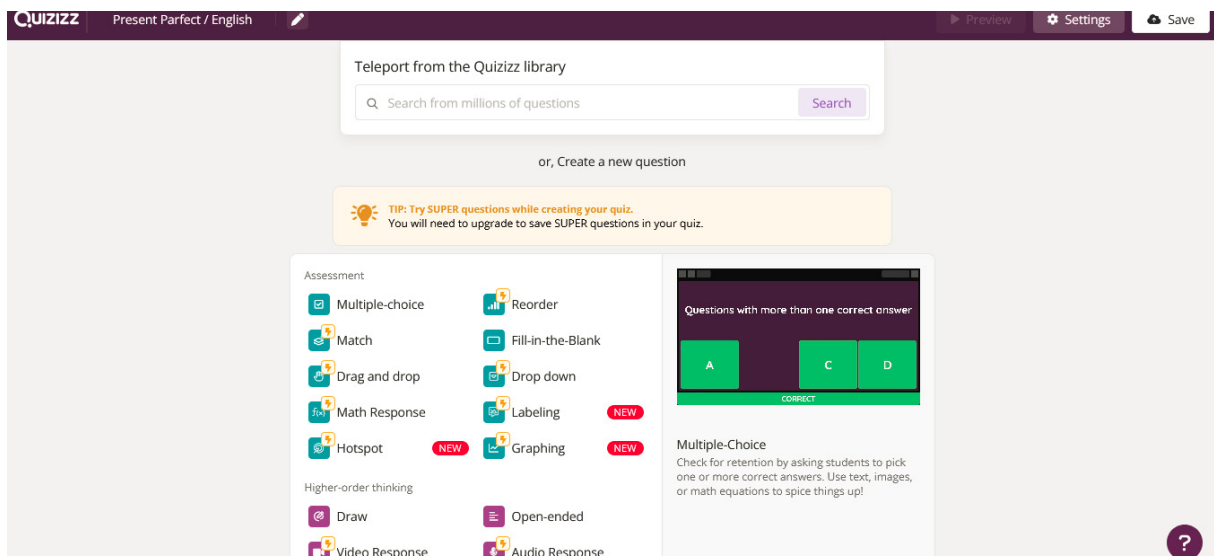 QUIZIZZ Present Parfect / English Preview Settings Save
Teleport from the Quizizz library
Search from millions of questions Search
or, Create a new question
TIP: Try SUPER questions while creating your quiz.
You will need to upgrade to save SUPER questions in your quiz.
Assessment
Multiple-choice Reorder
Match Fill-in-the-Blank
Drag and drop Drop down
Math Response Labeling NEW
Hotspot NEW Graphing NEW
Higher-order thinking
Draw Open-ended
Video Response Audio Response
Questions with more than one correct answer
A C D
CORRECT
Multiple-Choice
Check for retention by asking students to pick
one or more correct answers. Use text, images,
or math equations to spice things up!
?